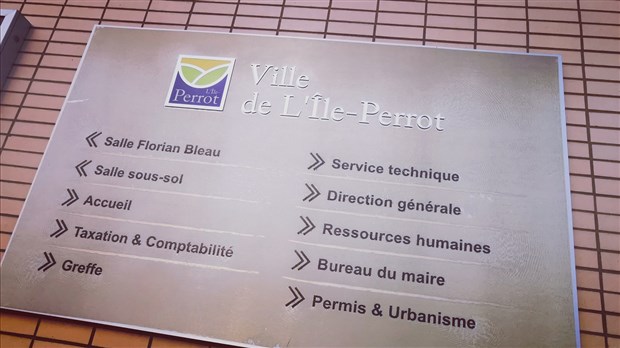 L'Île
Perrot
Ville
de L'Île-Perrot
Salle Florian Bleau
Salle sous-sol
Accueil
Taxation & Comptabilité
Greffe
Service technique
Direction générale
Ressources humaines
Bureau du maire
Permis & Urbanisme